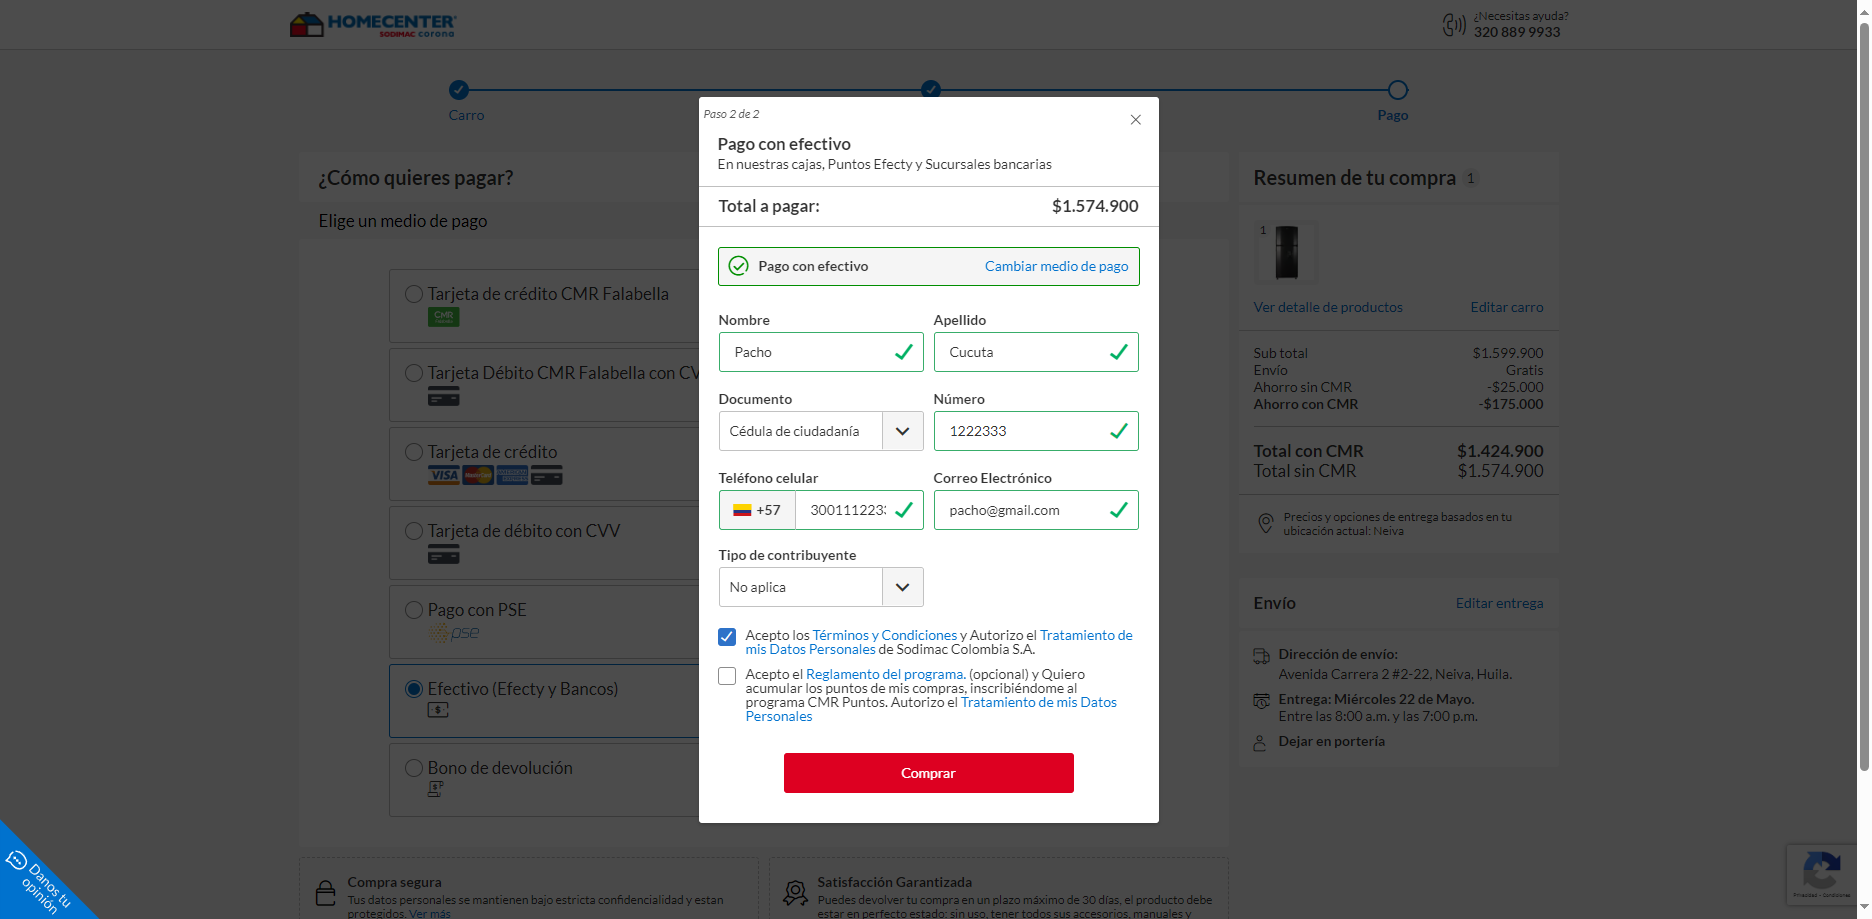 HOMECENTER
SODIMAC corona
¿Necesitas ayuda?
320 889 9933
Carro
Pago
¿Cómo quieres pagar?
Elige un medio de pago
Tarjeta de crédito CMR Falabella
CMR
Tarjeta Débito CMR Falabella con CV
Tarjeta de crédito
VISA
Tarjeta de débito con CVV
Pago con PSE
pse
Efectivo (Efecty y Bancos)
Bono de devolución
Paso 2 de 2
Pago con efectivo
En nuestras cajas, Puntos Efecty y Sucursales bancarias
Total a pagar: $1.574.900
Pago con efectivo Cambiar medio de pago
Nombre Apellido
Pacho Cucuta
Documento Número
Cédula de ciudadanía 1222333
Teléfono celular Correo Electrónico
+57 3001112223 pacho@gmail.com
Tipo de contribuyente
No aplica
Acepto los Términos y Condiciones y Autorizo el Tratamiento de
mis Datos Personales de Sodimac Colombia S.A.
Acepto el Reglamento del programa. (opcional) y Quiero
acumular los puntos de mis compras, inscribiéndome al
programa CMR Puntos. Autorizo el Tratamiento de mis Datos
Personales
Comprar
Resumen de tu compra 1
1
Ver detalle de productos Editar carro
Sub total $1.599.900
Envío Gratis
Ahorro sin CMR -$25.000
Ahorro con CMR -$175.000
Total con CMR $1.424.900
Total sin CMR $1.574.900
Precios y opciones de entrega basados en tu
ubicación actual: Neiva
Envío Editar entrega
Dirección de envío:
Avenida Carrera 2 #2-22, Neiva, Huila.
Entrega: Miércoles 22 de Mayo.
Entre las 8:00 a.m. y las 7:00 p.m.
Dejar en portería
Compra segura
Tus datos personales se mantienen bajo estricta confidencialidad y estan
protegidos. Ver más
Satisfacción Garantizada
Puedes devolver tu compra en un plazo máximo de 30 días, el producto debe
estar en perfecto estado: sin uso, tener todos sus accesorios, manuales y
Danos tu
opinión
Privacidad - Condiciones